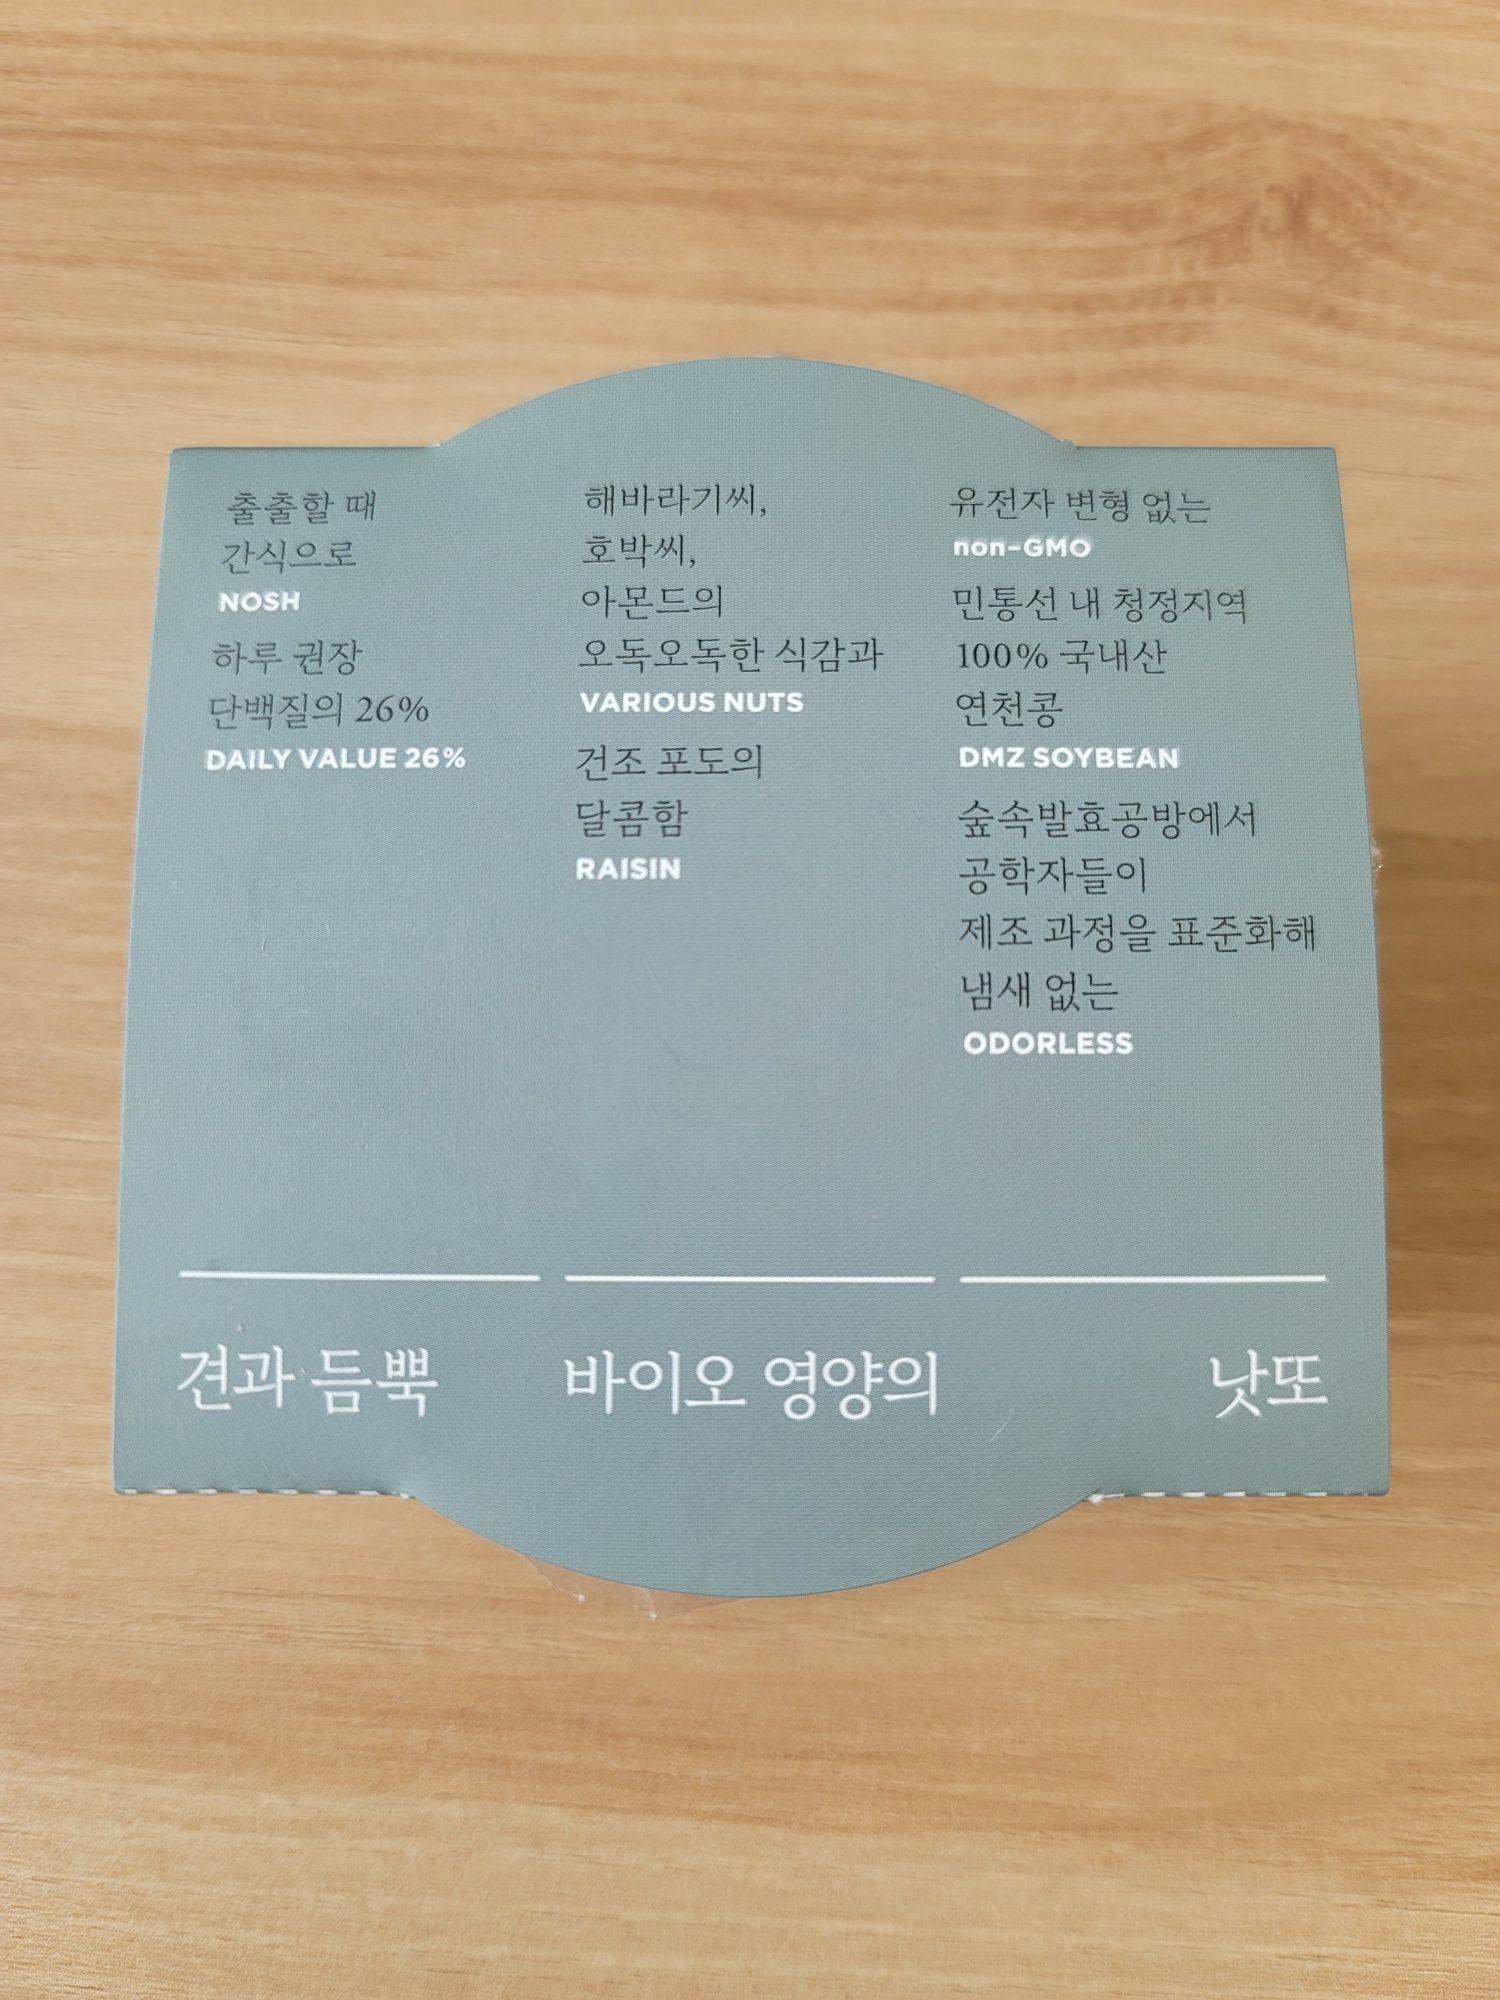 출출할 때
간식으로
NOSH
하루 권장
단백질의 26%
DAILY VALUE 26%
해바라기씨,
호박씨,
아몬드의
오독오독한 식감과
VARIOUS NUTS
건조 포도의
달콤함
RAISIN
유전자 변형 없는
non-GMO
민통선 내 청정지역
100% 국내산
연천콩
DMZ SOYBEAN
숲속발효공방에서
공학자들이
제조 과정을 표준화해
냄새 없는
ODORLESS
견과 듬뿍
바이오 영양의
낫또